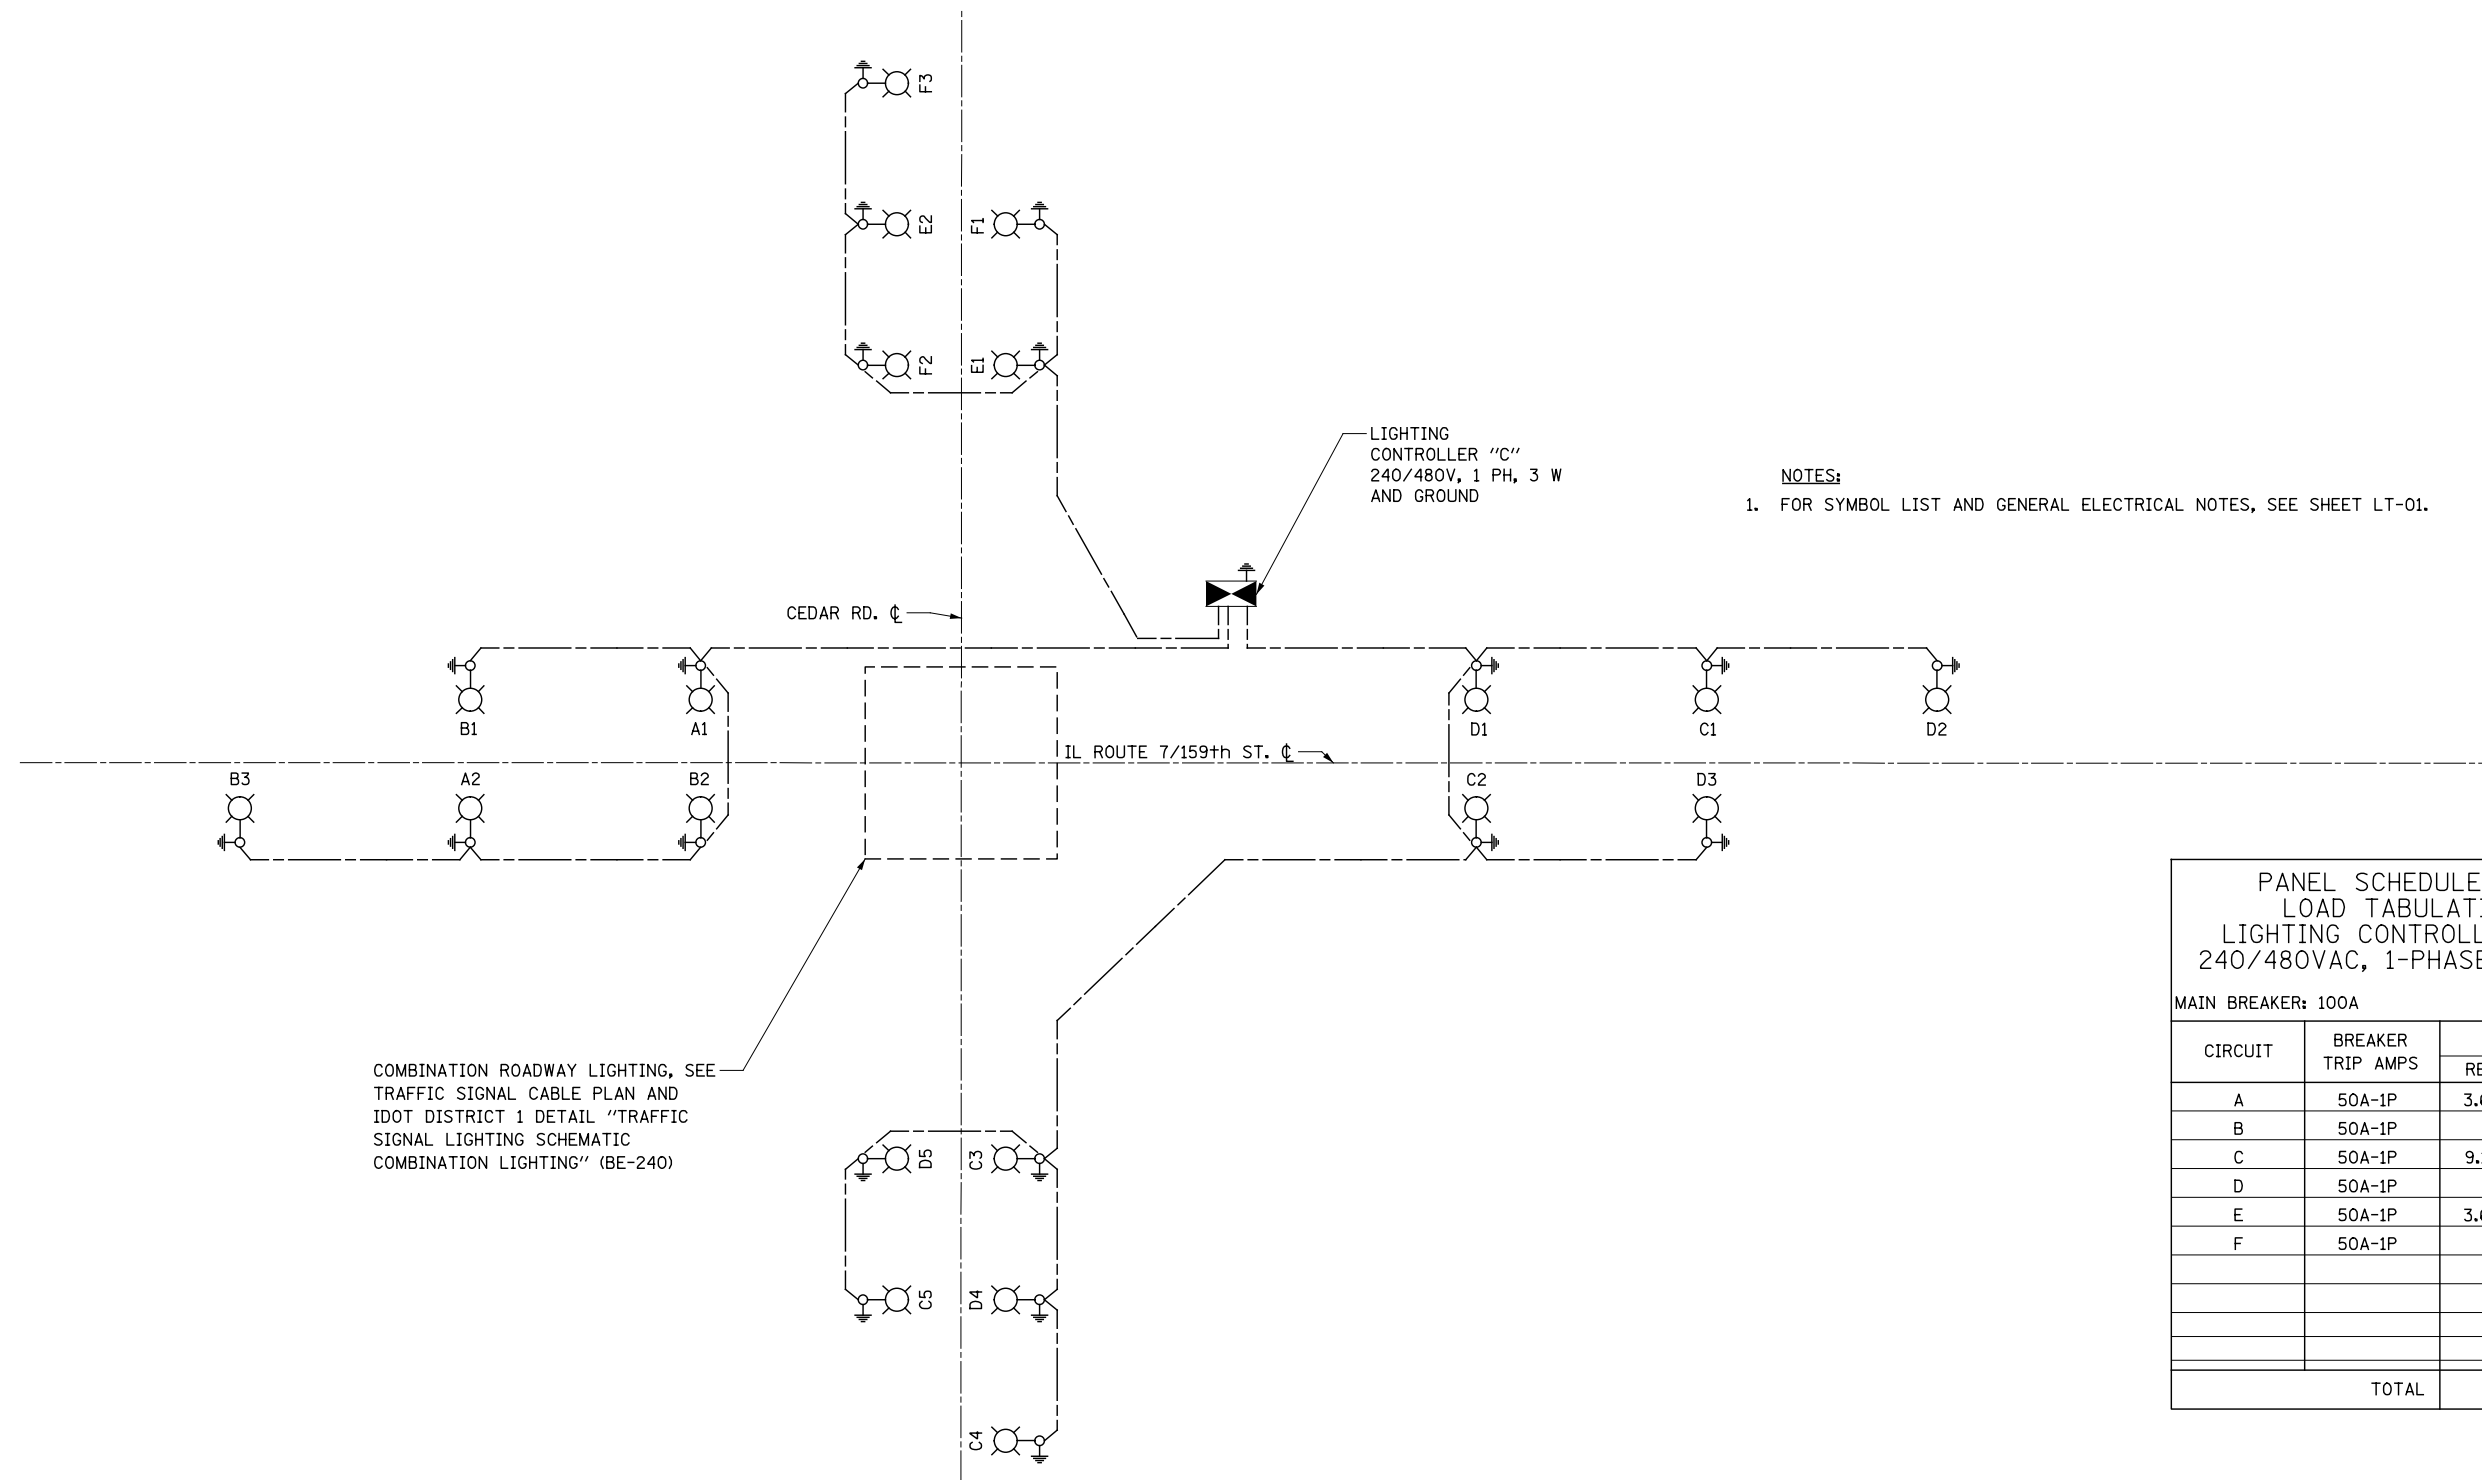 F3
E2
F1
F2
E1
LIGHTING
CONTROLLER "C"
240/480V, 1 PH, 3 W
AND GROUND
NOTES:
1. FOR SYMBOL LIST AND GENERAL ELECTRICAL NOTES, SEE SHEET LT-01.
CEDAR RD. ℄
B1
A1
D1
C1
D2
IL ROUTE 7/159th ST. ℄
B3
A2
B2
C2
D3
COMBINATION ROADWAY LIGHTING, SEE
TRAFFIC SIGNAL CABLE PLAN AND
IDOT DISTRICT 1 DETAIL "TRAFFIC
SIGNAL LIGHTING SCHEMATIC
COMBINATION LIGHTING" (BE-240)
D5
C3
C5
D4
C4
PANEL SCHEDULE
LOAD TABULATI
LIGHTING CONTROLL
240/480VAC, 1-PHASE
MAIN BREAKER: 100A
CIRCUIT
BREAKER
TRIP AMPS
A 50A-1P
B 50A-1P
C 50A-1P
D 50A-1P
E 50A-1P
F 50A-1P
TOTAL